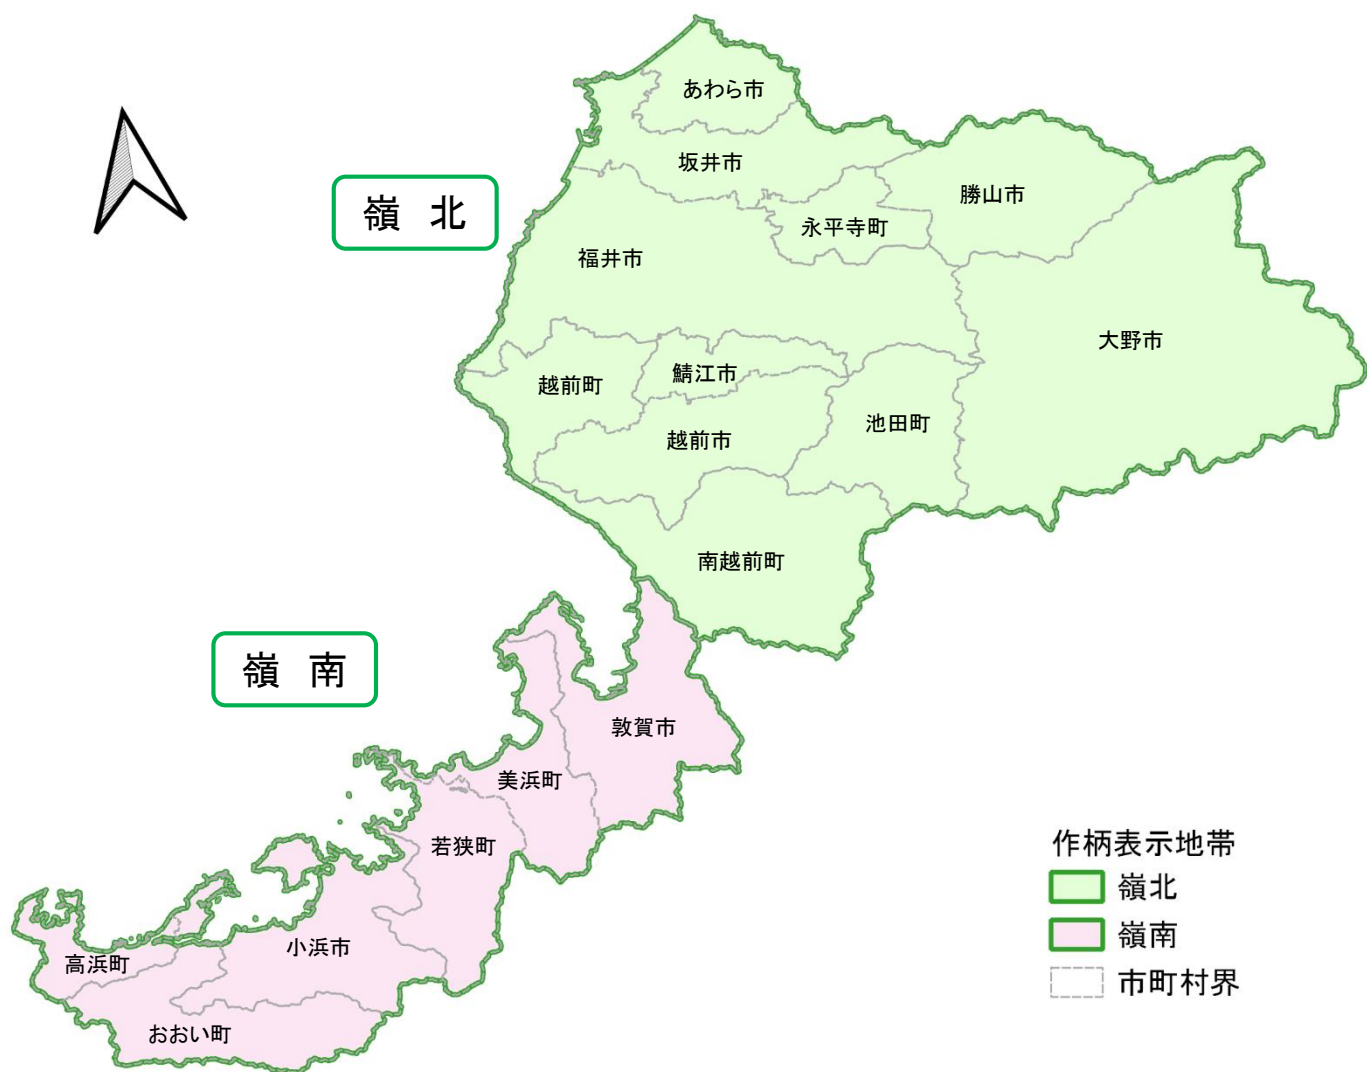 あわら市
坂井市
勝山市
嶺 北
永平寺町
福井市
大野市
越前町
鯖江市
池田町
越前市
南越前町
嶺 南
敦賀市
美浜町
若狭町
小浜市
高浜町
おおい町
作柄表示地帯
嶺北
嶺南
市町村界